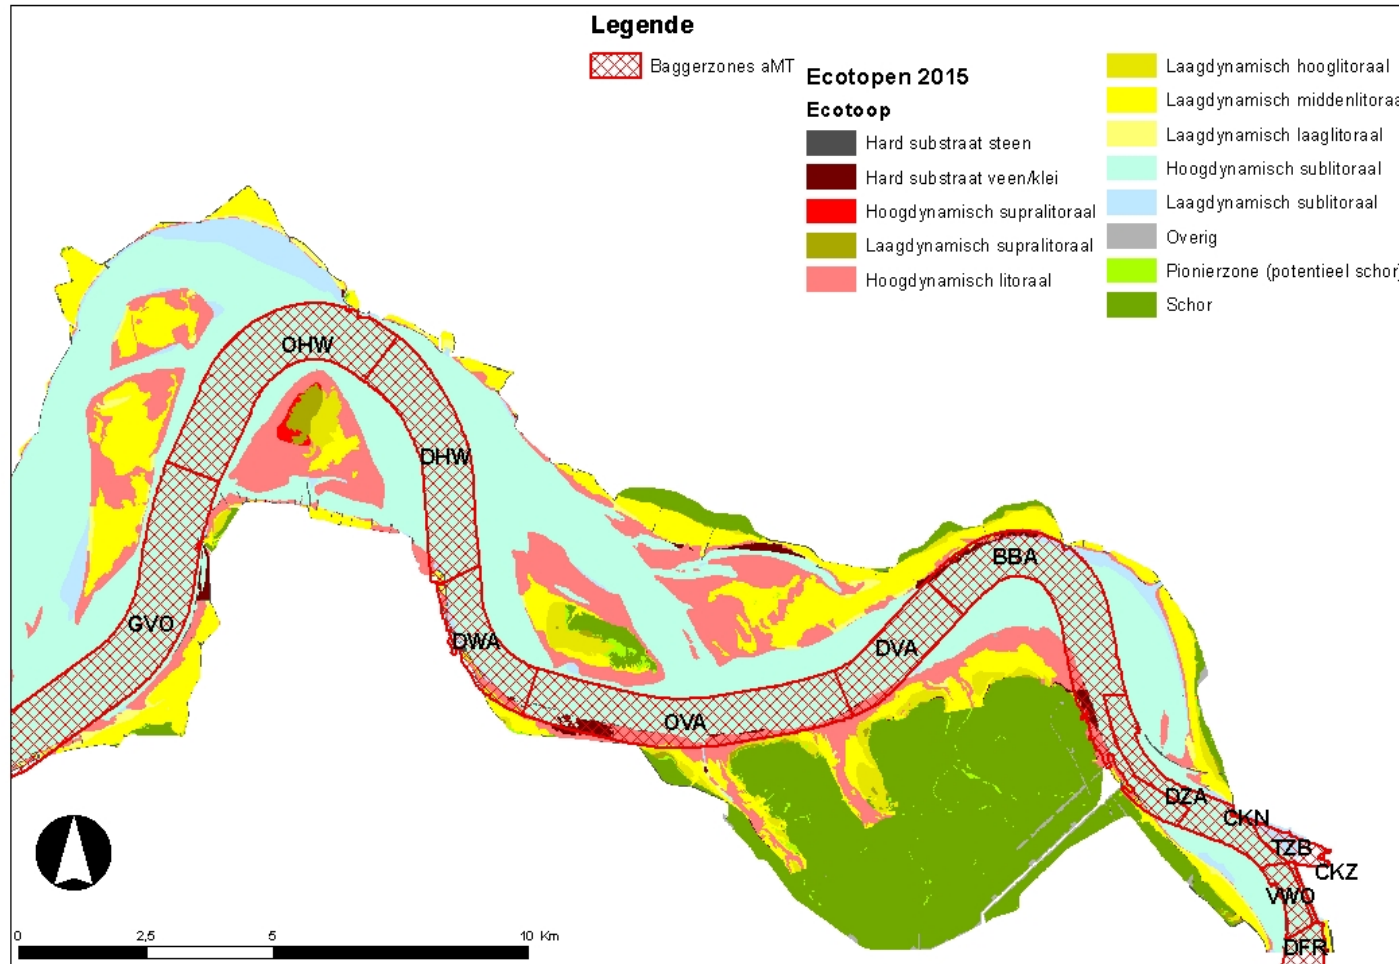 Legende
Baggerzones aMT
Ecotopen 2015
Ecotoop
Hard substraat steen
Hard substraat veen/klei
Hoogdynamisch supralitoraal
Laagdynamisch supralitoraal
Hoogdynamisch litoraal
Laagdynamisch hooglitoraal
Laagdynamisch middenlitoraa
Laagdynamisch laaglitoraal
Hoogdynamisch sublitoraal
Laagdynamisch sublitoraal
Overig
Pionierzone (potentieel schor)
Schor
OHW
DHW
GVO
DWA
OVA
DVA
BBA
DZA
CKN
TZB
CKZ
VWO
DFR
0 2,5 5 10 Km